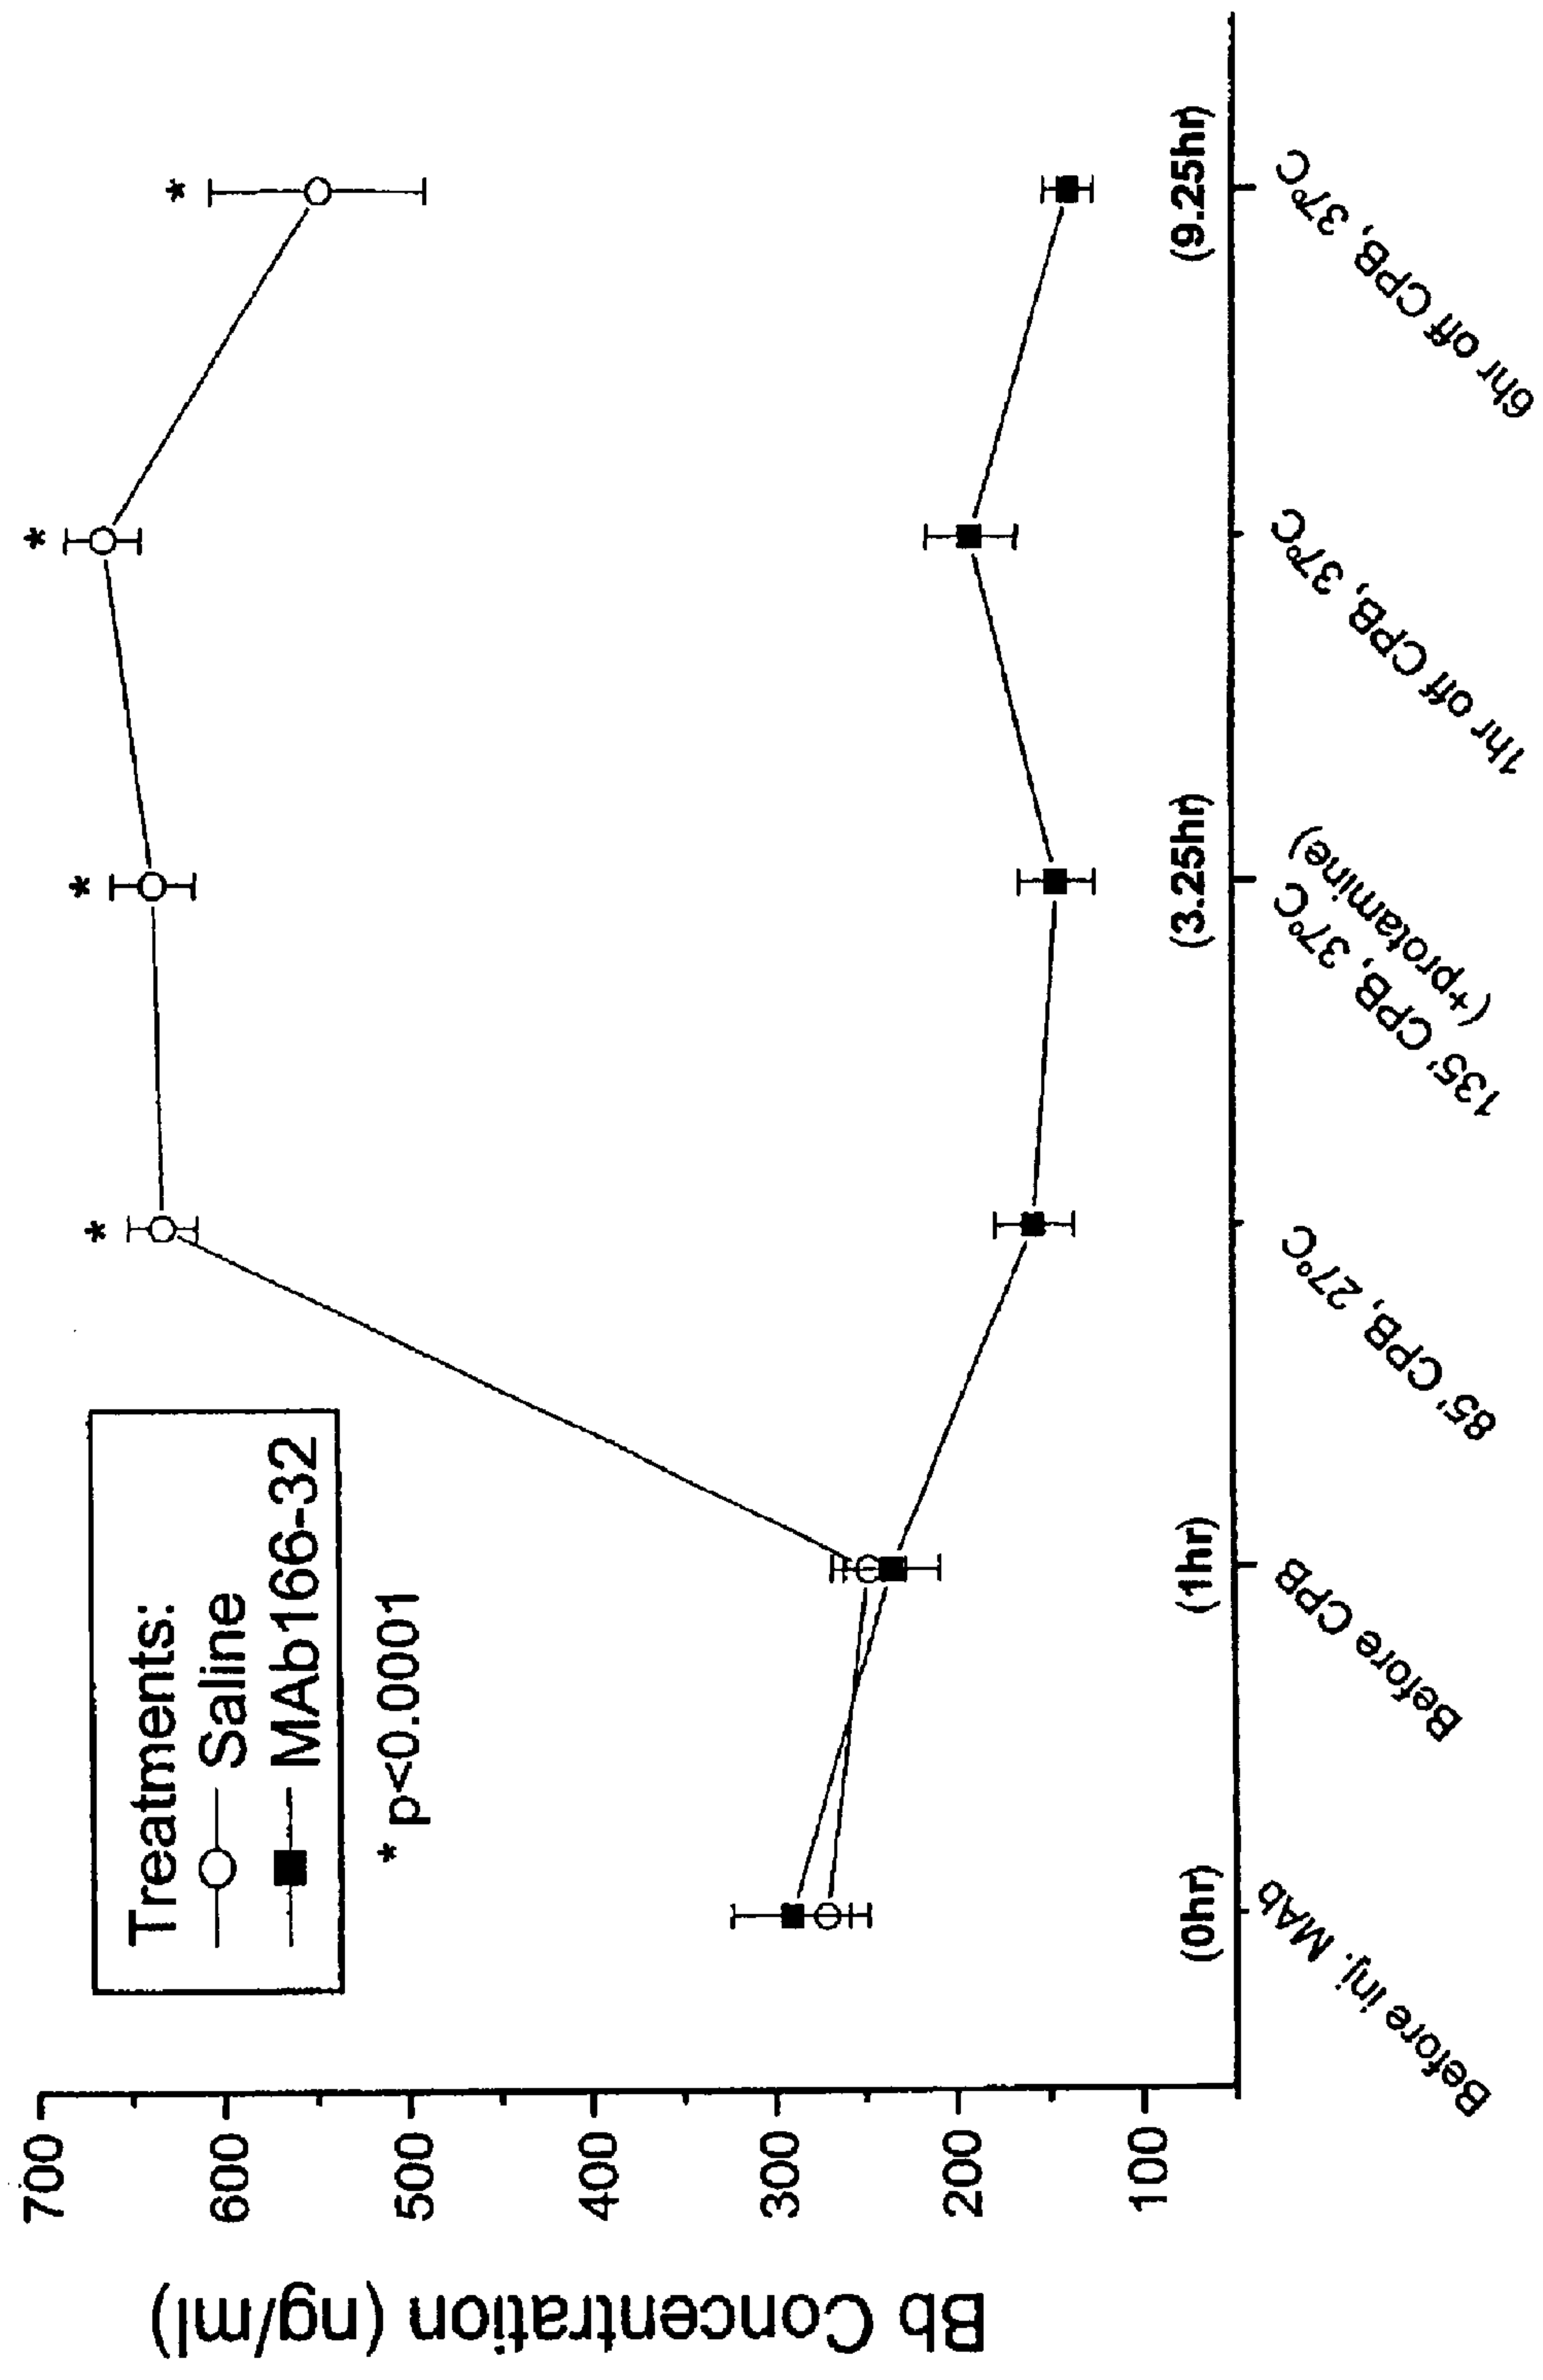 Bb Concentration (ng/ml)
700
600
500
400
300
200
100
Treatments:
Saline
MAb166-32
* p<0.0001
*
*
*
*
(0hr)
(1hr)
(3.25hr)
(9.25hr)
Before inj. MAb
Before CPB
85' CPB, 27°C
135' CPB, 37°C
(+protamine)
1hr off CPB, 37°C
6hr off CPB, 37°C